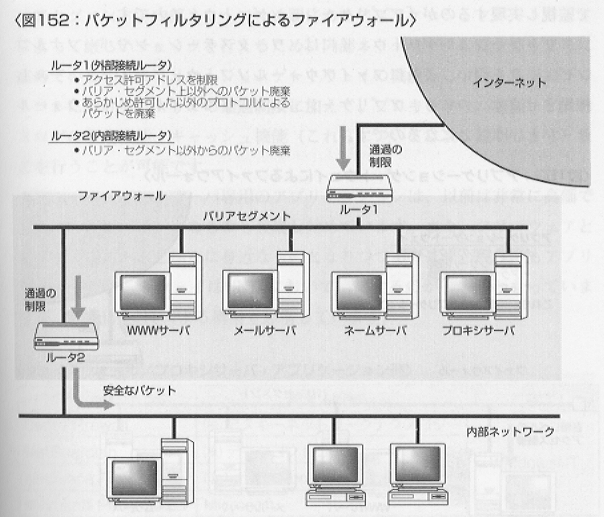 〈図152：パケットフィルタリングによるファイアウォール〉
ルータ1（外部接続ルータ）
• アクセス許可アドレスを制限
• バリア・セグメント上以外へのパケット廃棄
• あらかじめ許可した以外のプロトコルによる
パケットを廃棄
インターネット
ルータ2（内部接続ルータ）
• バリア・セグメント以外からのパケット廃棄
通過の
制限
ルータ1
ファイアウォール
バリアセグメント
通過の
制限
WWWサーバ
メールサーバ
ネームサーバ
プロキシサーバ
ルータ2
安全なパケット
内部ネットワーク